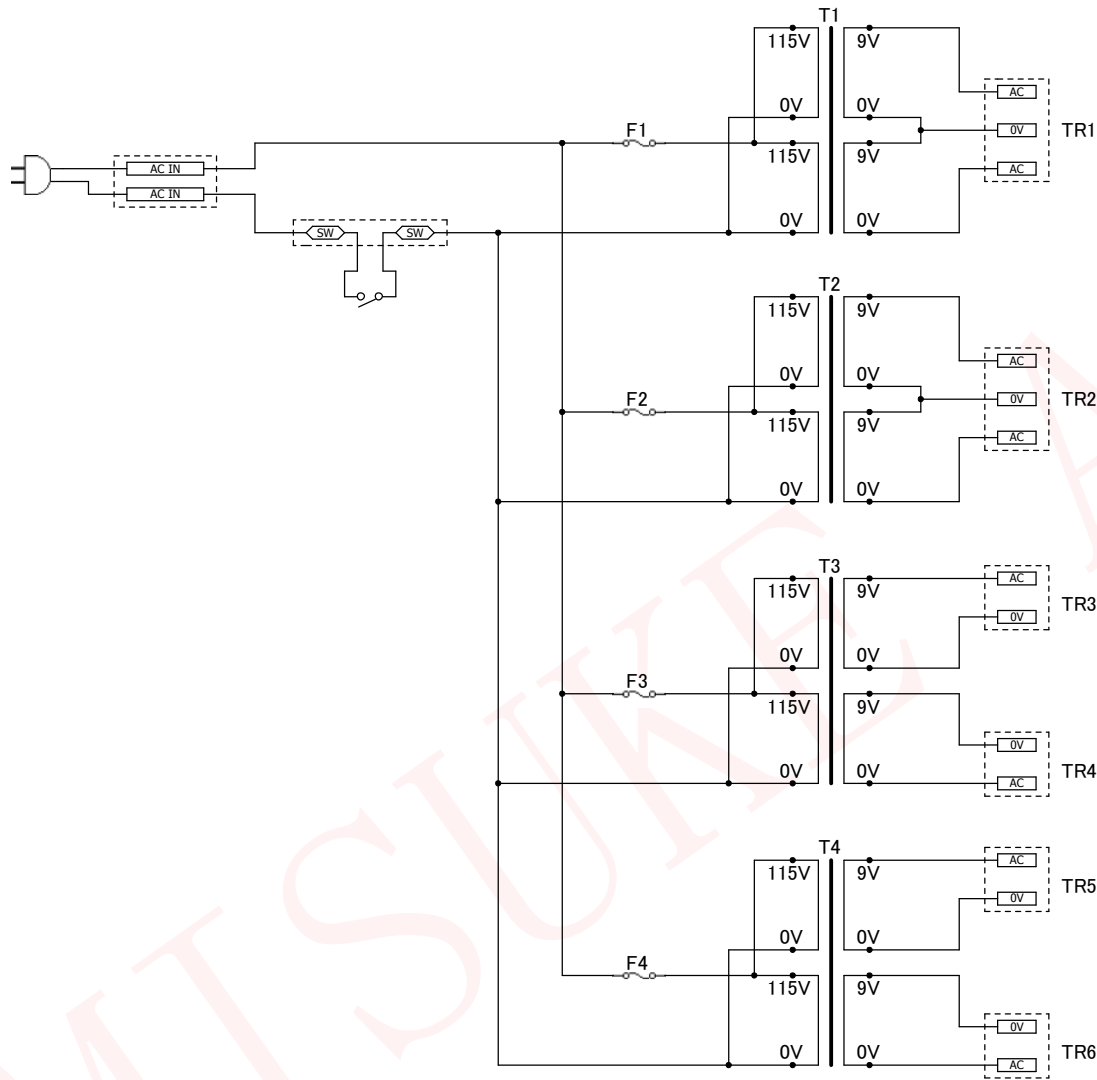 T1
115V 9V
AC
0V 0V
F1 0V TR1
115V 9V
AC IN
AC
AC IN
SW SW 0V 0V
T2
115V 9V
AC
0V 0V
F2 0V TR2
115V 9V
AC
0V 0V
T3
115V 9V AC
TR3
0V
0V 0V
F3
115V 9V
0V
TR4
0V 0V AC
T4
115V 9V AC
TR5
0V
0V 0V
F4
115V 9V
0V
TR6
0V 0V AC
MISUKE A